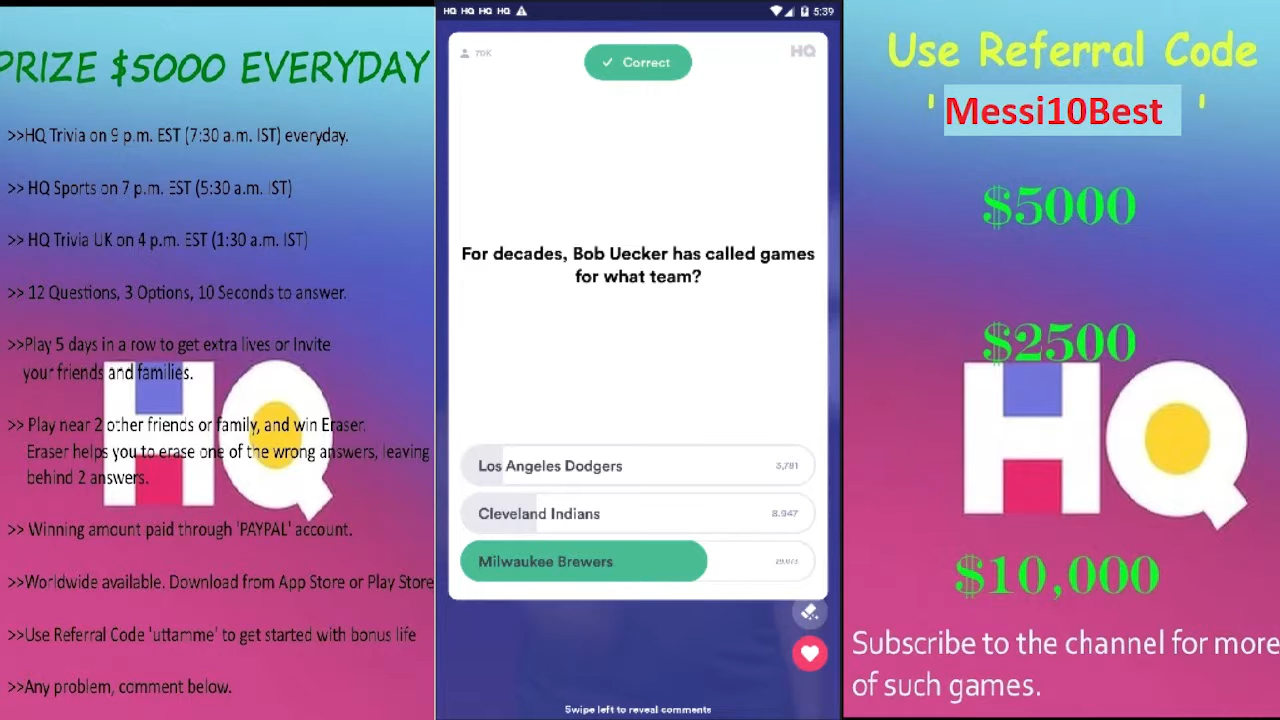 PRIZE $5000 EVERYDAY
>>HQ Trivia on 9 p.m. EST (7:30 a.m. IST) everyday.
>> HQ Sports on 7 p.m. EST (5:30 a.m. IST)
>> HQ Trivia UK on 4 p.m. EST (1:30 a.m. IST)
>> 12 Questions, 3 Options, 10 Seconds to answer.
>>Play 5 days in a row to get extra lives or Invite
your friends and families.
>> Play near 2 other friends or family, and win Eraser.
Eraser helps you to erase one of the wrong answers, leaving
behind 2 answers.
>> Winning amount paid through 'PAYPAL' account.
>>Worldwide available. Download from App Store or Play Store
>>Use Referral Code 'uttamme' to get started with bonus life
>>Any problem, comment below.
HQ
HQ HQ HQ HQ 5:39
HQ
Correct
For decades, Bob Uecker has called games
for what team?
Los Angeles Dodgers
Cleveland Indians 8,947
Milwaukee Brewers
Swipe left to reveal comments
Use Referral Code
' Messi10Best '
$5000
$2500
HQ
$10,000
Subscribe to the channel for more
of such games.